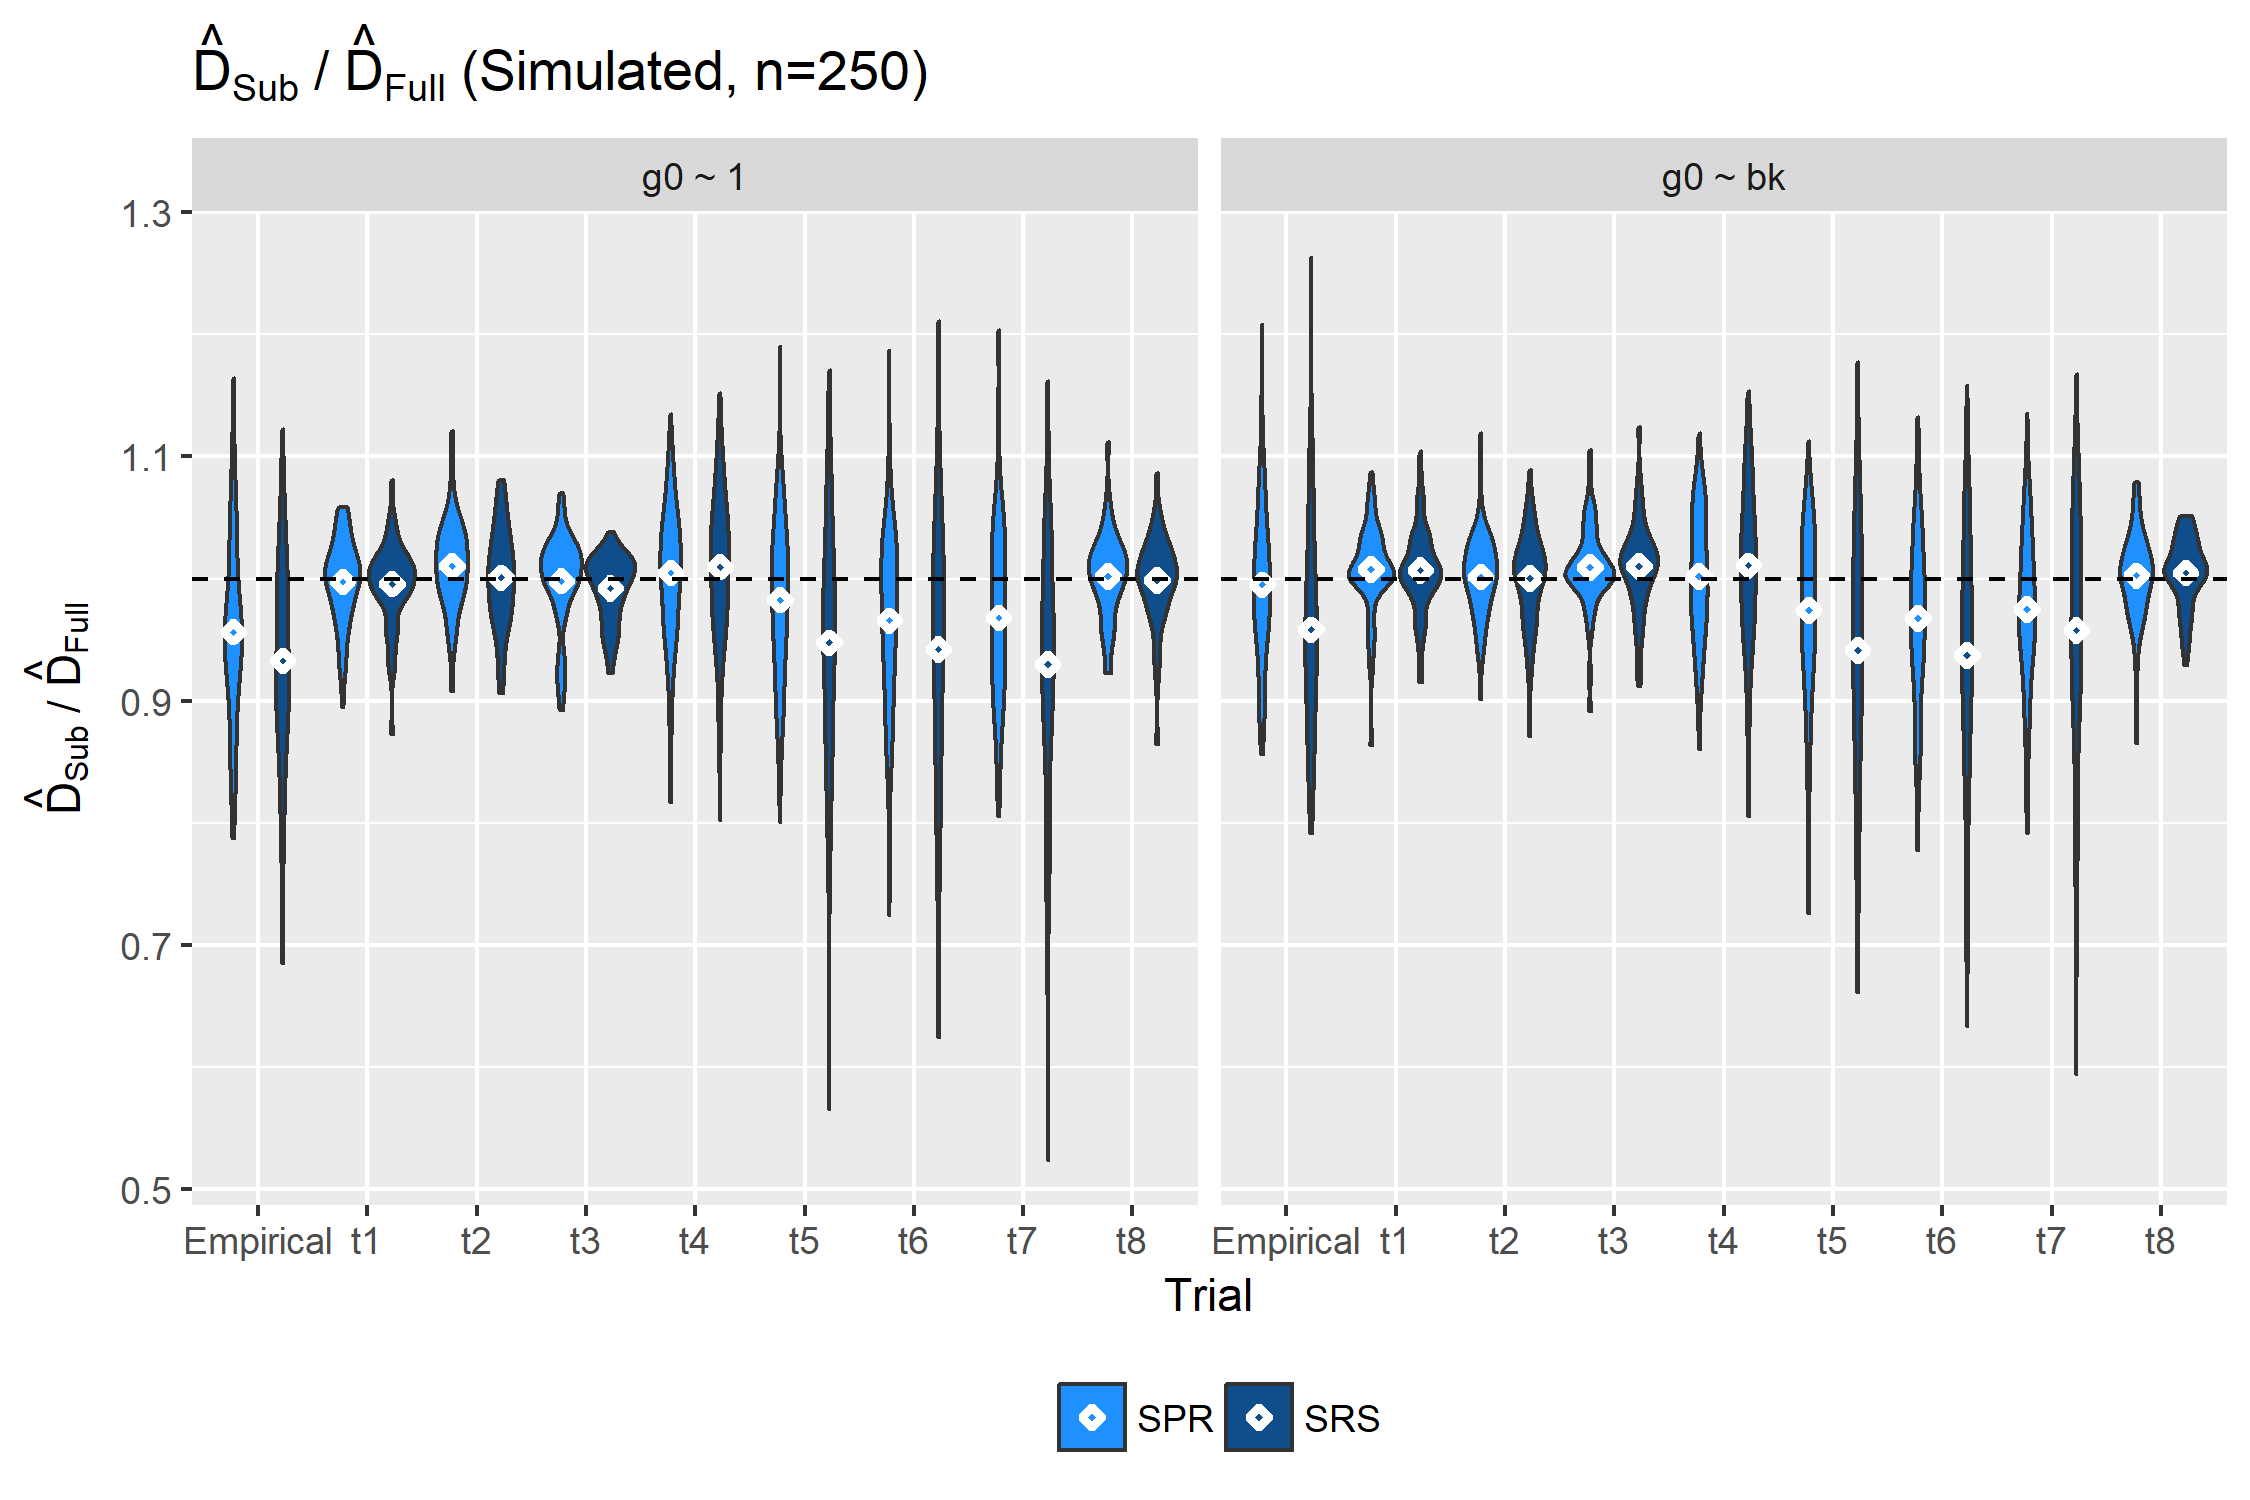 D̂Sub / D̂Full (Simulated, n=250)
g0 ~ 1
g0 ~ bk
1.3
1.1
0.9
0.7
0.5
D̂Sub / D̂Full
Empirical t1 t2 t3 t4 t5 t6 t7 t8
Empirical t1 t2 t3 t4 t5 t6 t7 t8
Trial
SPR SRS